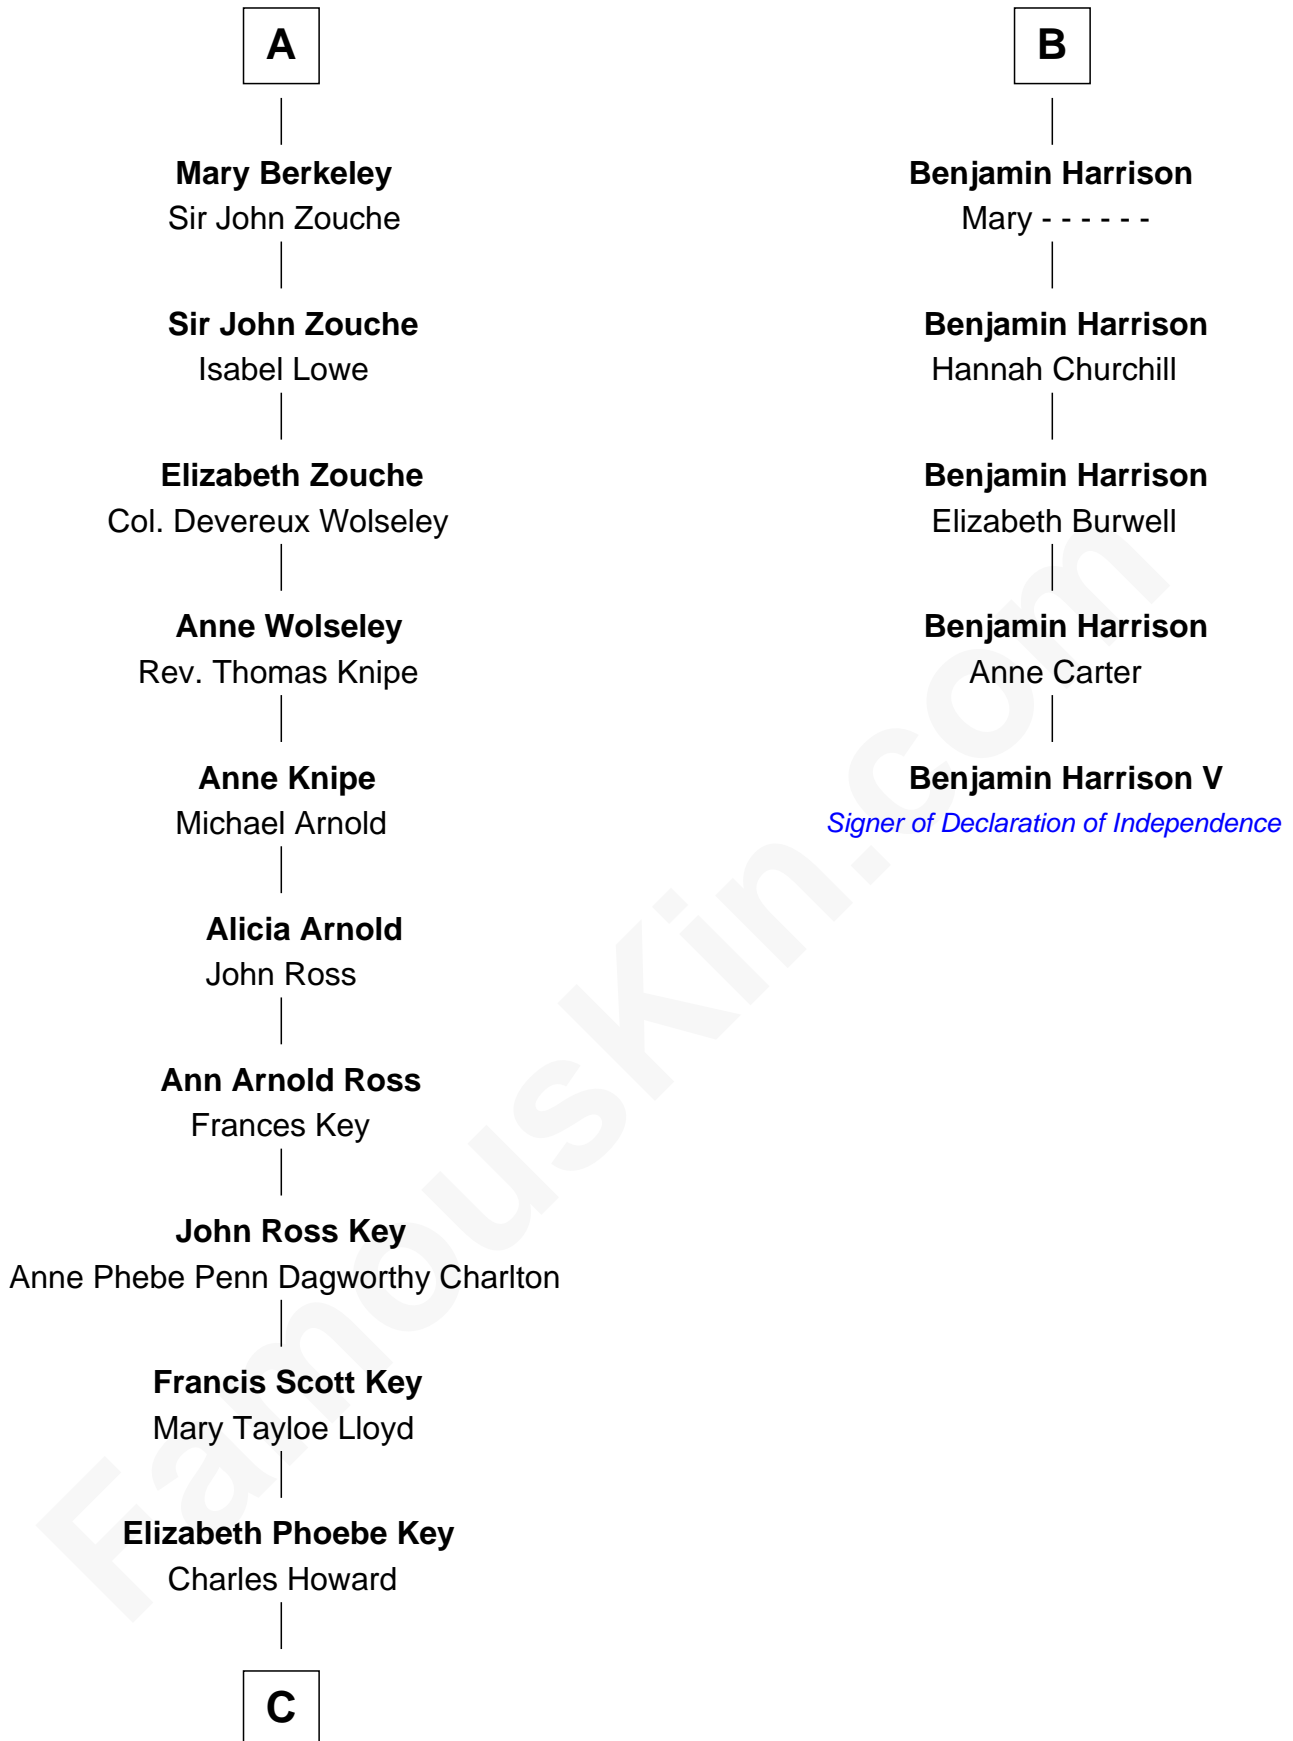 A
Mary Berkeley
Sir John Zouche
Sir John Zouche
Isabel Lowe
Elizabeth Zouche
Col. Devereux Wolseley
Anne Wolseley
Rev. Thomas Knipe
Anne Knipe
Michael Arnold
Alicia Arnold
John Ross
Ann Arnold Ross
Frances Key
John Ross Key
Anne Phebe Penn Dagworthy Charlton
Francis Scott Key
Mary Tayloe Lloyd
Elizabeth Phoebe Key
Charles Howard
C
B
Benjamin Harrison
Mary - - - - - -
Benjamin Harrison
Hannah Churchill
Benjamin Harrison
Elizabeth Burwell
Benjamin Harrison
Anne Carter
Benjamin Harrison V
Signer of Declaration of Independence
FamousKin.com